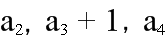 a₂, a₃ + 1, a₄